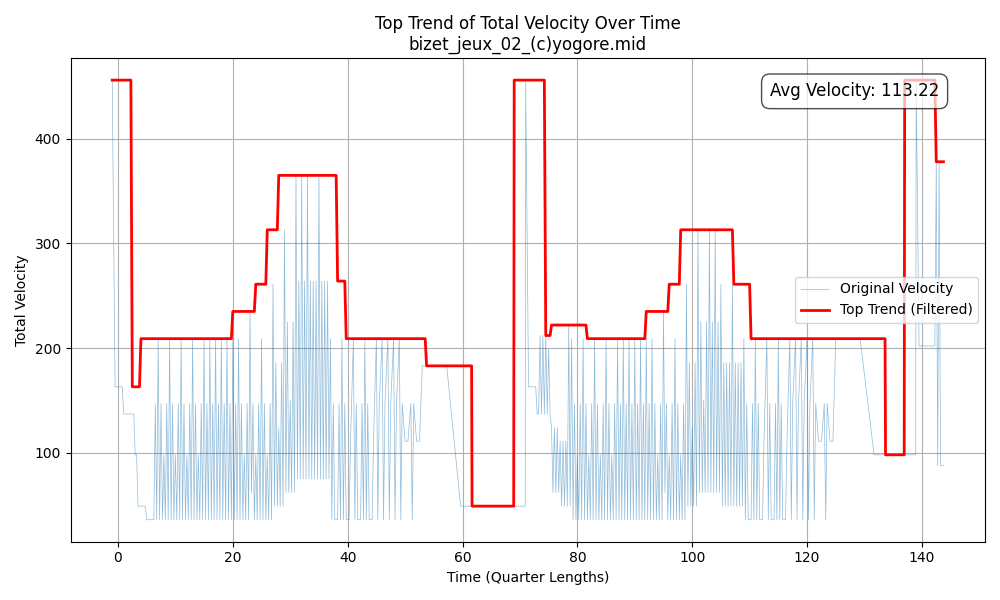 Top Trend of Total Velocity Over Time
bizet_jeux_02_(c)yogore.mid
Avg Velocity: 113.22
Total Velocity
400
300
200
100
Original Velocity
Top Trend (Filtered)
0 20 40 60 80 100 120 140
Time (Quarter Lengths)